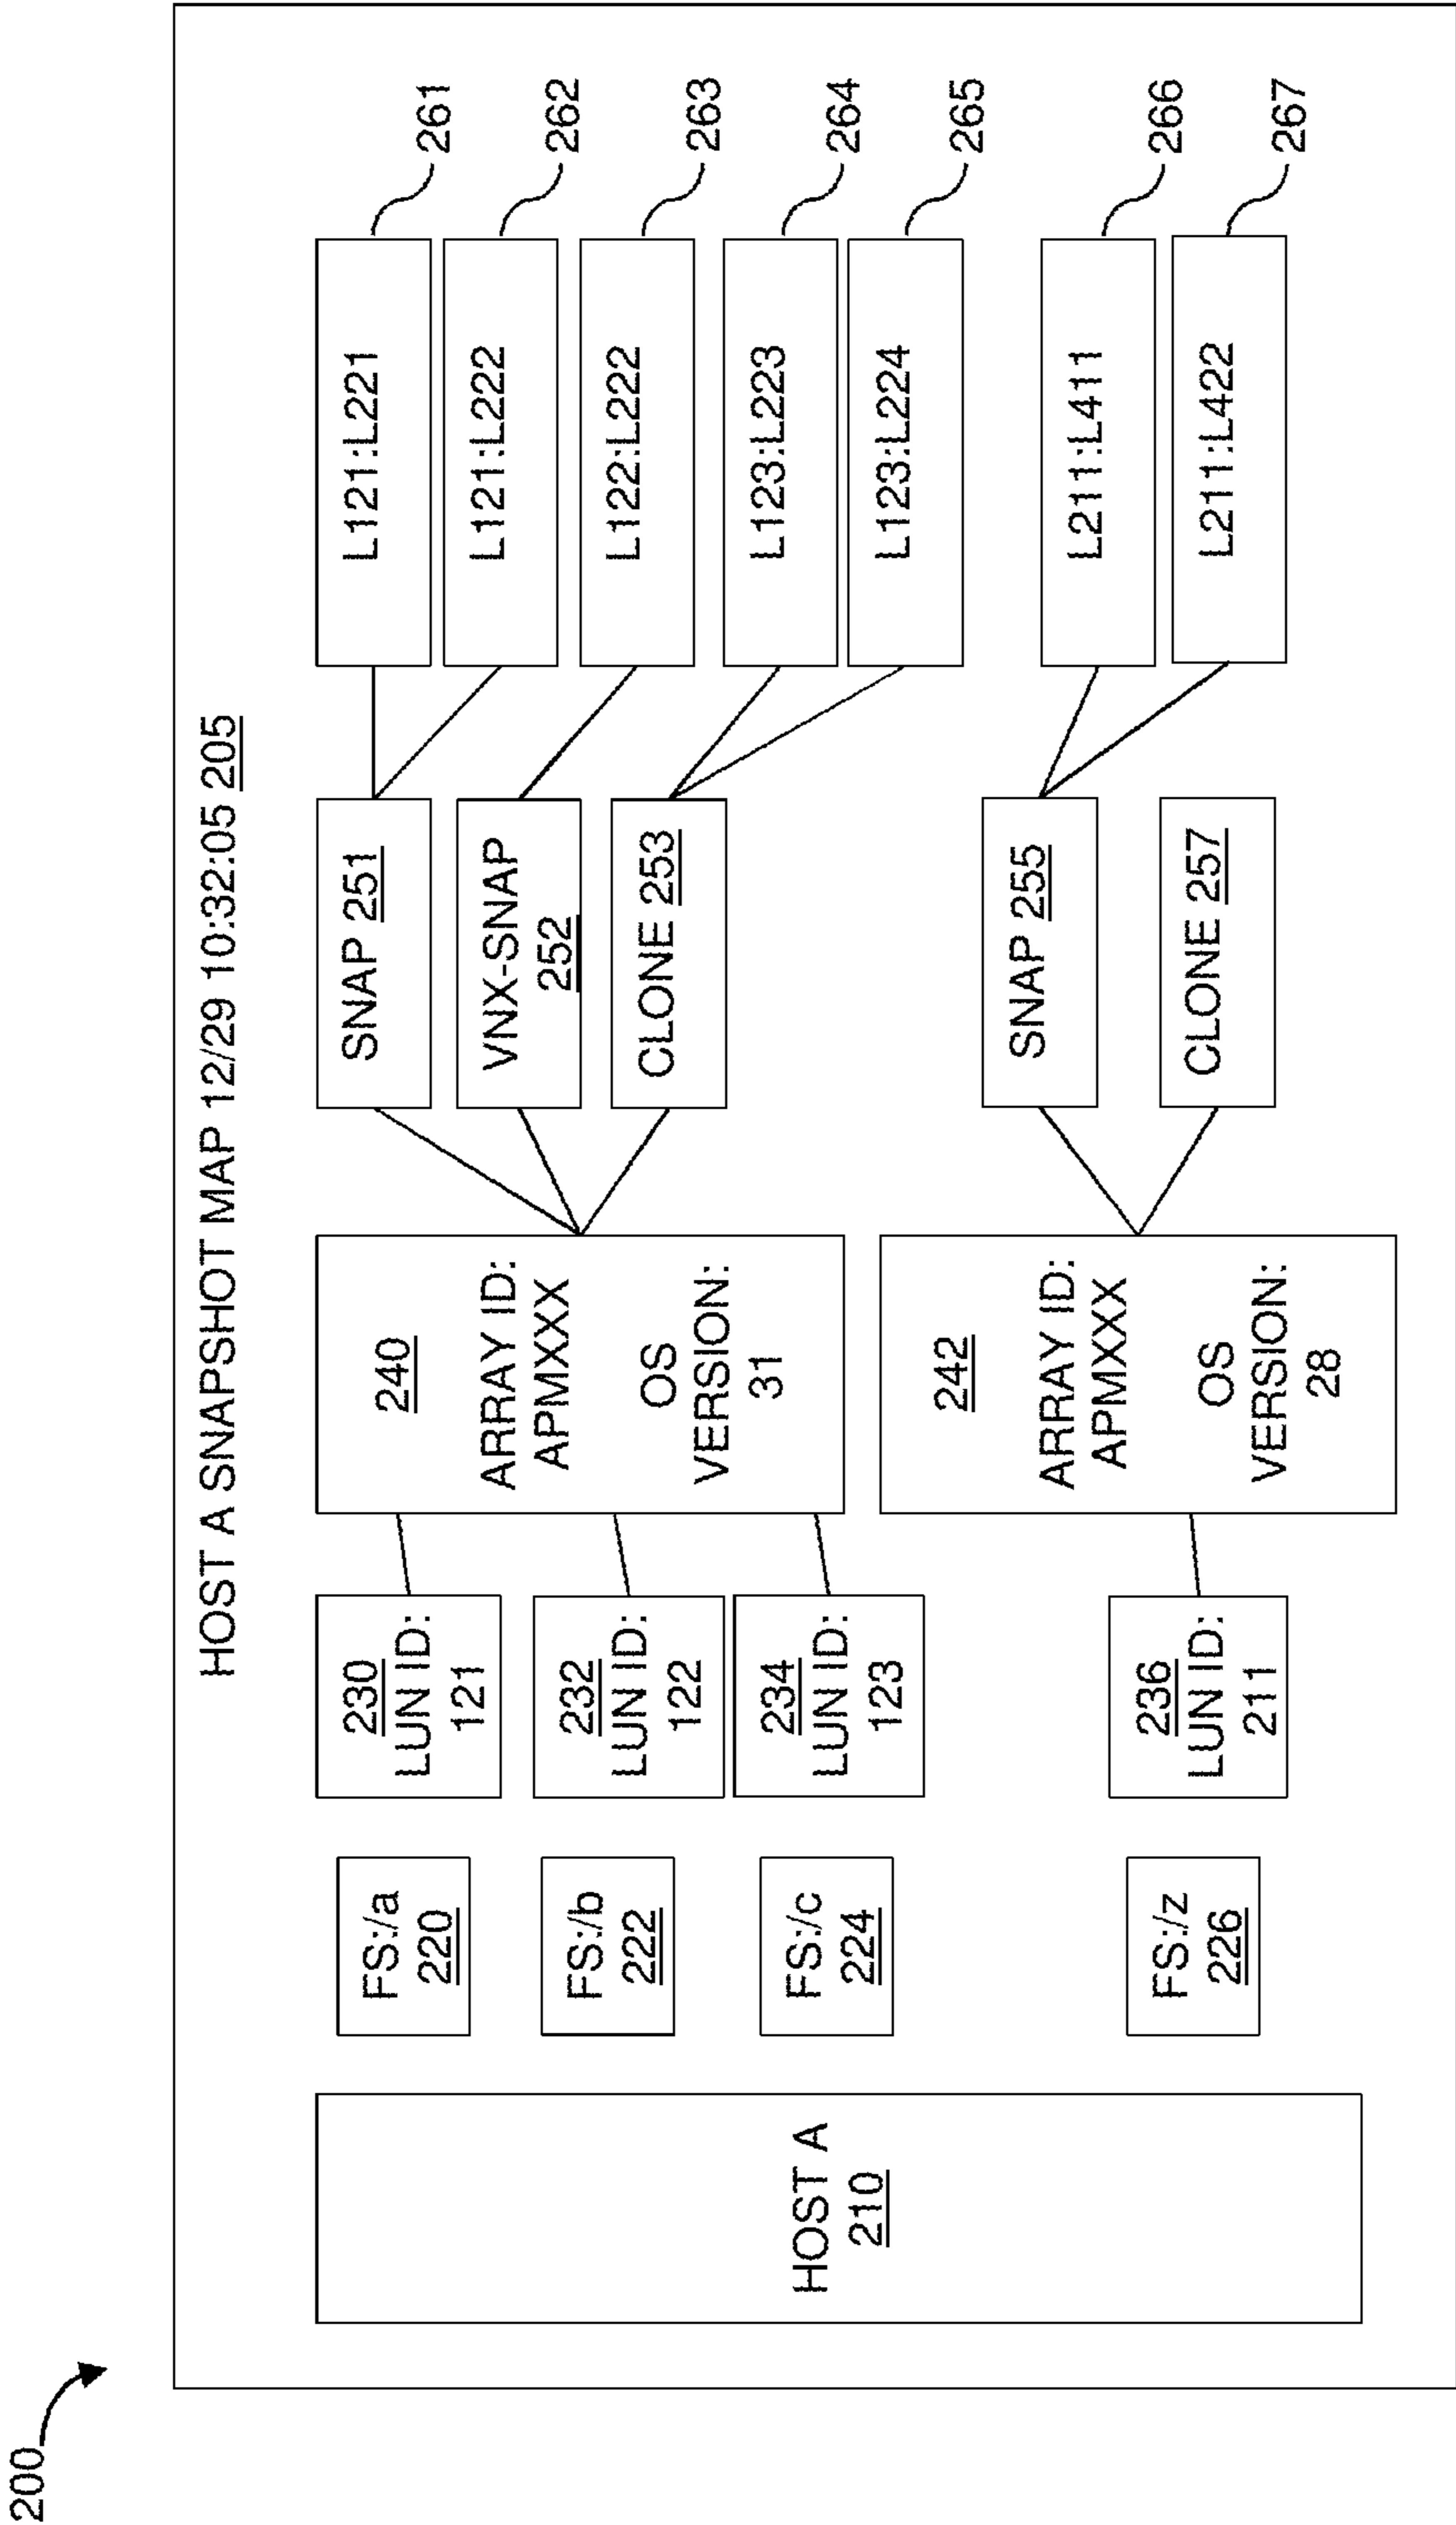 200
HOST A SNAPSHOT MAP 12/29 10:32:05 205
HOST A
210
FS:/a
220
FS:/b
222
FS:/c
224
FS:/z
226
230
LUN ID:
121
232
LUN ID:
122
234
LUN ID:
123
236
LUN ID:
211
240
ARRAY ID:
APMXXX
OS
VERSION:
31
242
ARRAY ID:
APMXXX
OS
VERSION:
28
SNAP 251
VNX-SNAP
252
CLONE 253
SNAP 255
CLONE 257
L121:L221
261
L121:L222
262
L122:L222
263
L123:L223
264
L123:L224
265
L211:L411
266
L211:L422
267